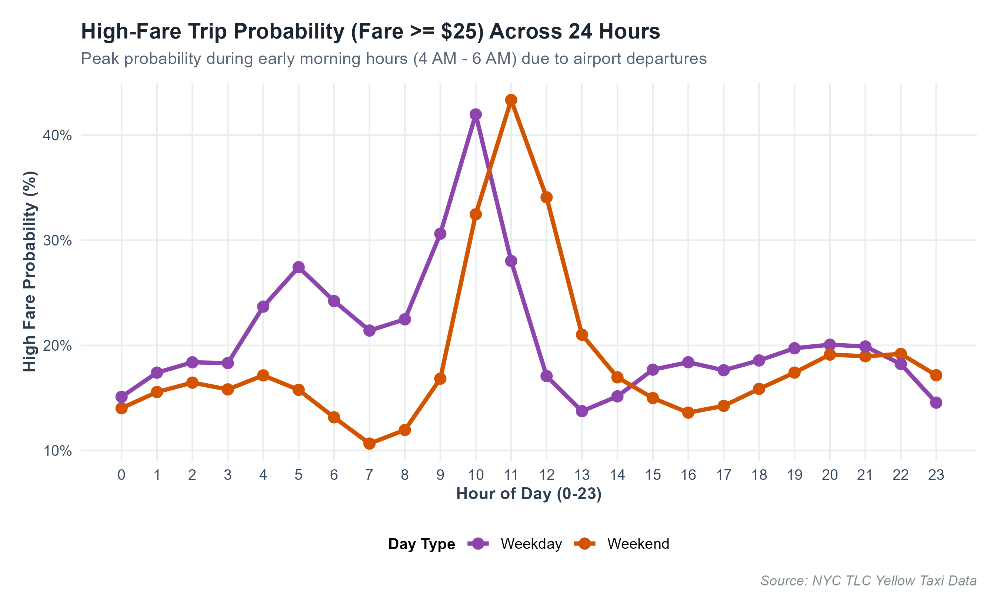 High-Fare Trip Probability (Fare >= $25) Across 24 Hours
Peak probability during early morning hours (4 AM - 6 AM) due to airport departures
High Fare Probability (%)
40%
30%
20%
10%
0 1 2 3 4 5 6 7 8 9 10 11 12 13 14 15 16 17 18 19 20 21 22 23
Hour of Day (0-23)
Day Type Weekday Weekend
Source: NYC TLC Yellow Taxi Data